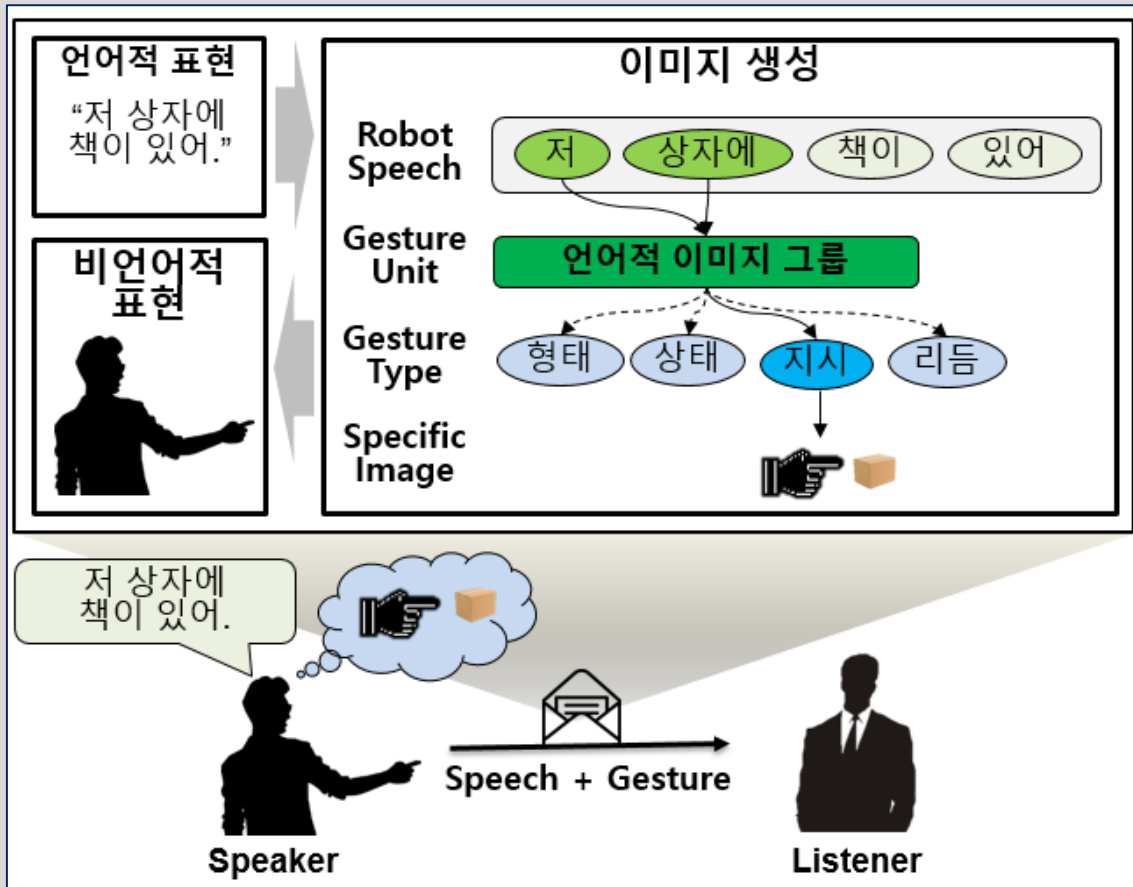 언어적 표현
“저 상자에
책이 있어.”
비언어적
표현
이미지 생성
Robot
Speech
저 상자에 책이 있어
Gesture
Unit
언어적 이미지 그룹
Gesture
Type
형태 상태 지시 리듬
Specific
Image
저 상자에
책이 있어.
Speech + Gesture
Speaker
Listener